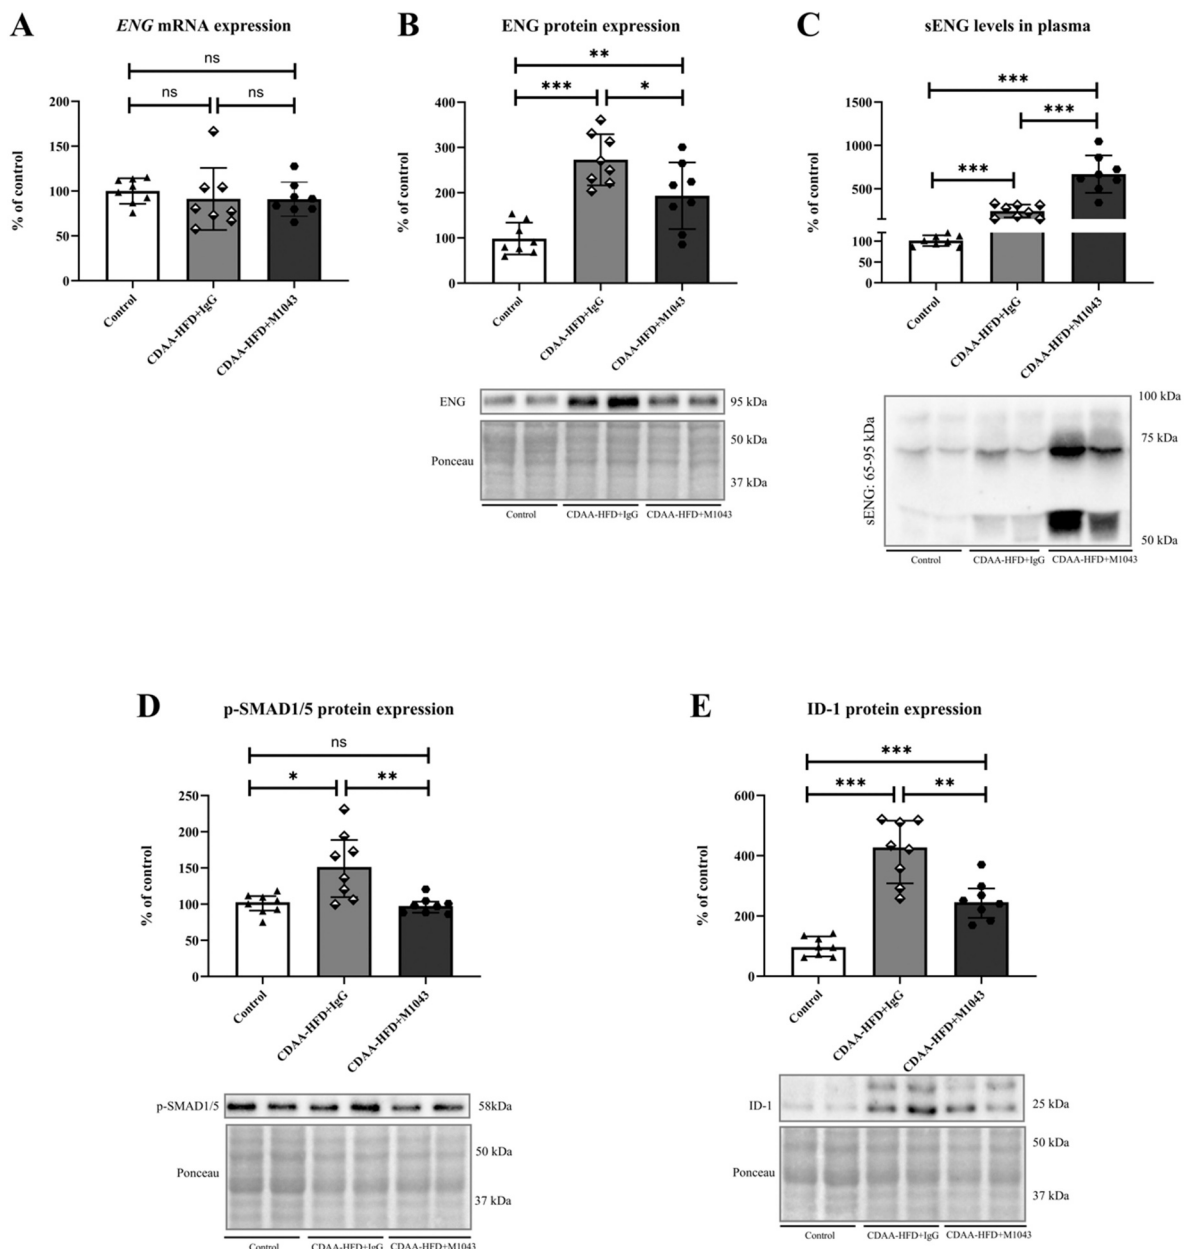 A
ENG mRNA expression
ns
ns
ns
% of control
200
150
100
50
0
Control
CDAA-HFD+IgG
CDAA-HFD+M1043
B
ENG protein expression
**
***
*
% of control
400
300
200
100
0
Control
CDAA-HFD+IgG
CDAA-HFD+M1043
ENG
95 kDa
Ponceau
50 kDa
37 kDa
Control CDAA-HFD+IgG CDAA-HFD+M1043
C
sENG levels in plasma
***
***
***
% of control
1500
1000
500
100
50
0
Control
CDAA-HFD+IgG
CDAA-HFD+M1043
sENG: 65-95 kDa
100 kDa
75 kDa
50 kDa
Control CDAA-HFD+IgG CDAA-HFD+M1043
D
p-SMAD1/5 protein expression
ns
*
**
% of control
250
200
150
100
50
0
Control
CDAA-HFD+IgG
CDAA-HFD+M1043
p-SMAD1/5
58kDa
Ponceau
50 kDa
37 kDa
Control CDAA-HFD+IgG CDAA-HFD+M1043
E
ID-1 protein expression
***
***
**
% of control
600
400
200
0
Control
CDAA-HFD+IgG
CDAA-HFD+M1043
ID-1
25 kDa
Ponceau
50 kDa
37 kDa
Control CDAA-HFD+IgG CDAA-HFD+M1043